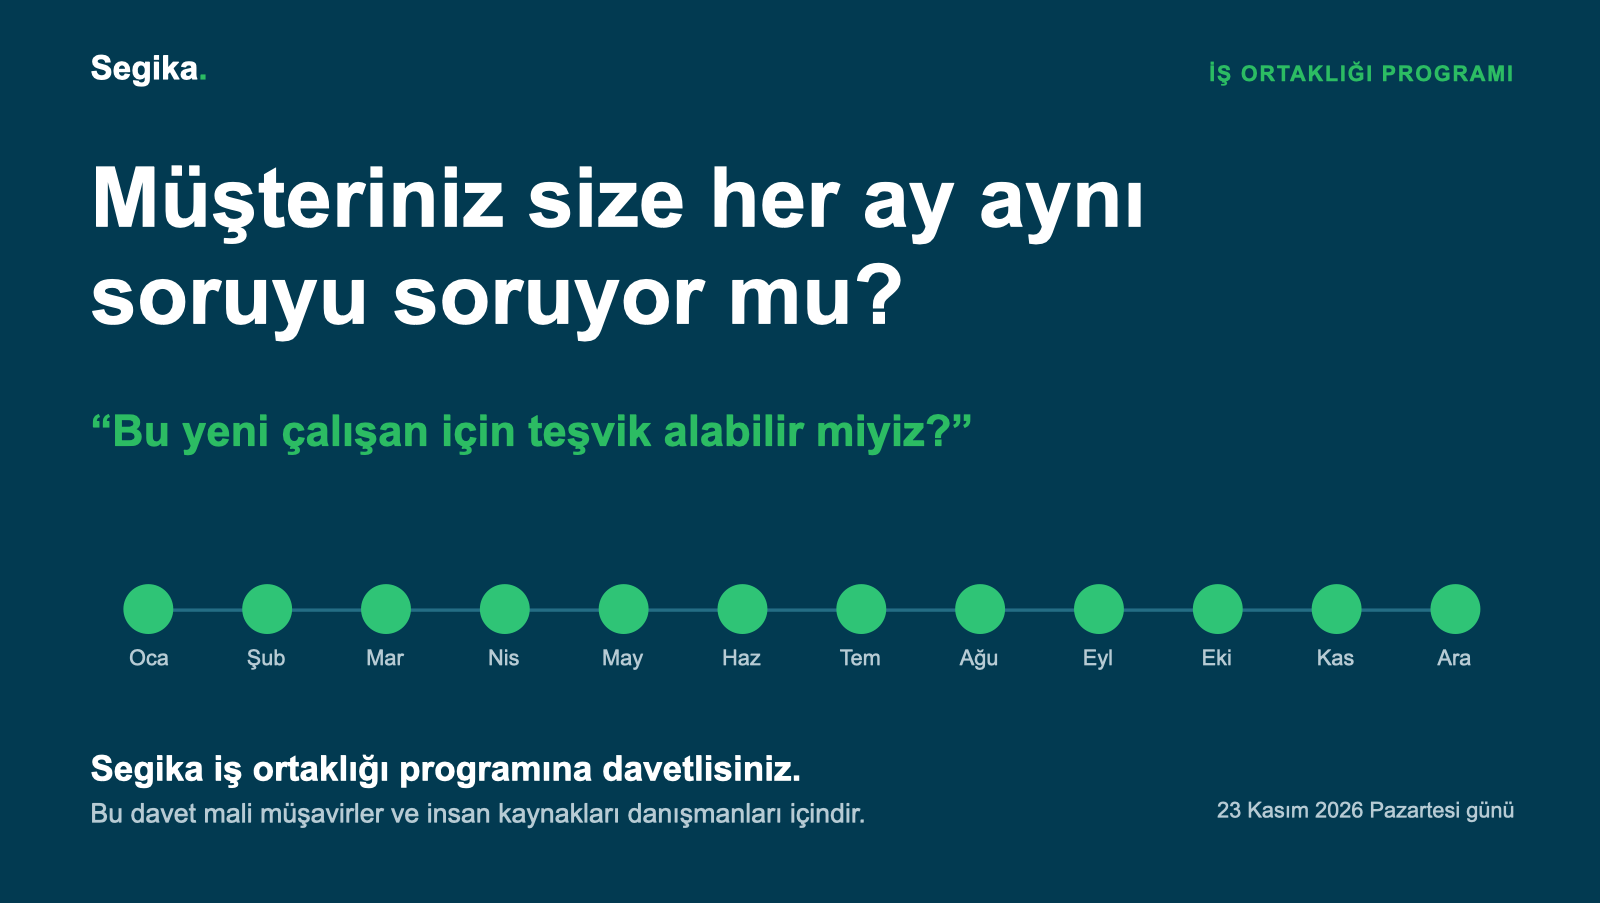 Segika.
İŞ ORTAKLIĞI PROGRAMI
Müşteriniz size her ay aynı
soruyu soruyor mu?
“Bu yeni çalışan için teşvik alabilir miyiz?”
Oca Şub Mar Nis May Haz Tem Ağu Eyl Eki Kas Ara
Segika iş ortaklığı programına davetlisiniz.
Bu davet mali müşavirler ve insan kaynakları danışmanları içindir.
23 Kasım 2026 Pazartesi günü